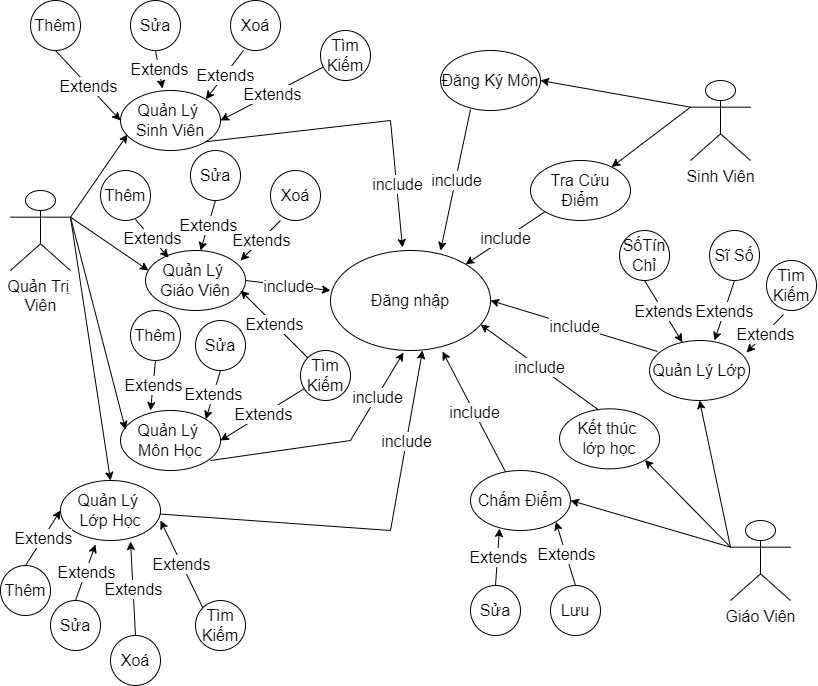 Thêm
Sửa
Xoá
Tìm
Kiếm
Extends
Extends
Extends
Extends
Quản Lý
Sinh Viên
Đăng Ký Môn
Sinh Viên
include
include
Tra Cứu
Điểm
include
Thêm
Sửa
Xoá
Extends
Extends
Extends
Quản Trị
Viên
Quản Lý
Giáo Viên
include
Đăng nhập
SốTín
Chỉ
Sĩ Số
Tìm
Kiếm
Extends
Extends
Extends
include
Quản Lý Lớp
Extends
Thêm
Sửa
Tìm
Kiếm
Extends
Extends
Extends
include
Quản Lý
Môn Học
include
include
include
Kết thúc
lớp học
Quản Lý
Lớp Học
Chấm Điểm
Extends
Extends
Extends
Extends
Extends
Extends
Thêm
Sửa
Xoá
Tìm
Kiếm
Sửa
Lưu
Giáo Viên